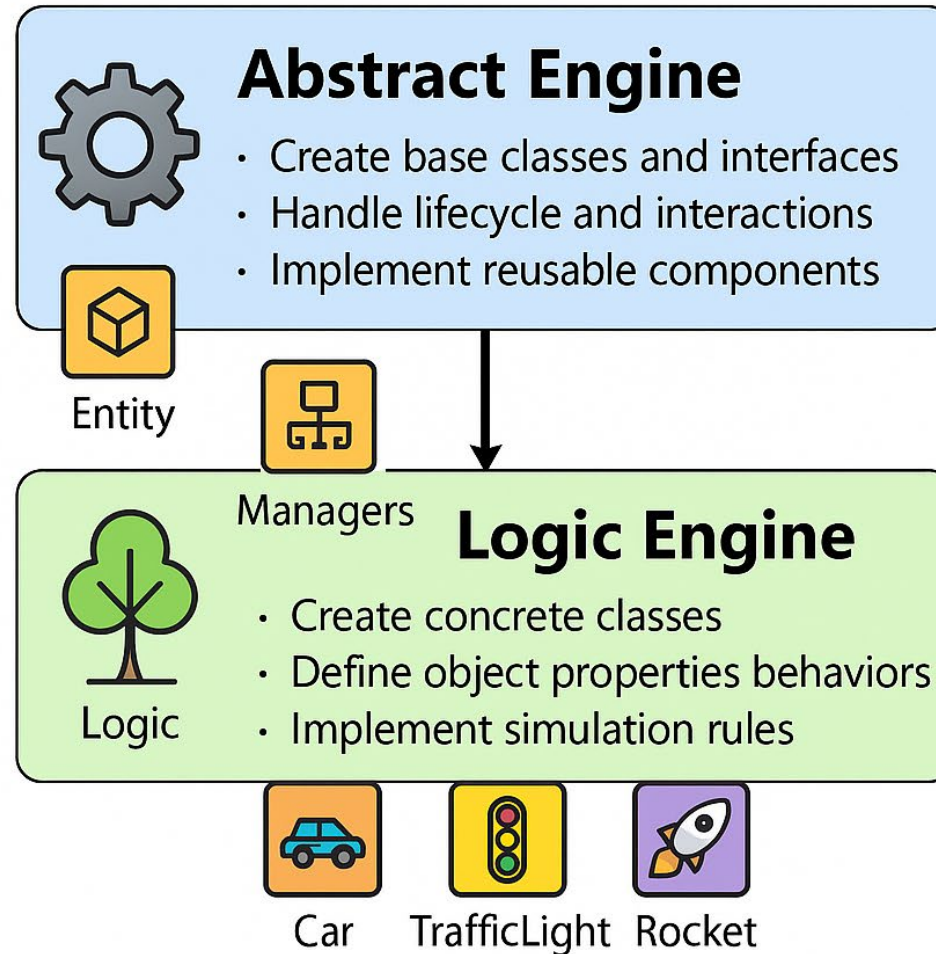 Abstract Engine
· Create base classes and interfaces
· Handle lifecycle and interactions
· Implement reusable components
Entity
Managers
Logic Engine
· Create concrete classes
· Define object properties behaviors
· Implement simulation rules
Logic
Car
TrafficLight
Rocket